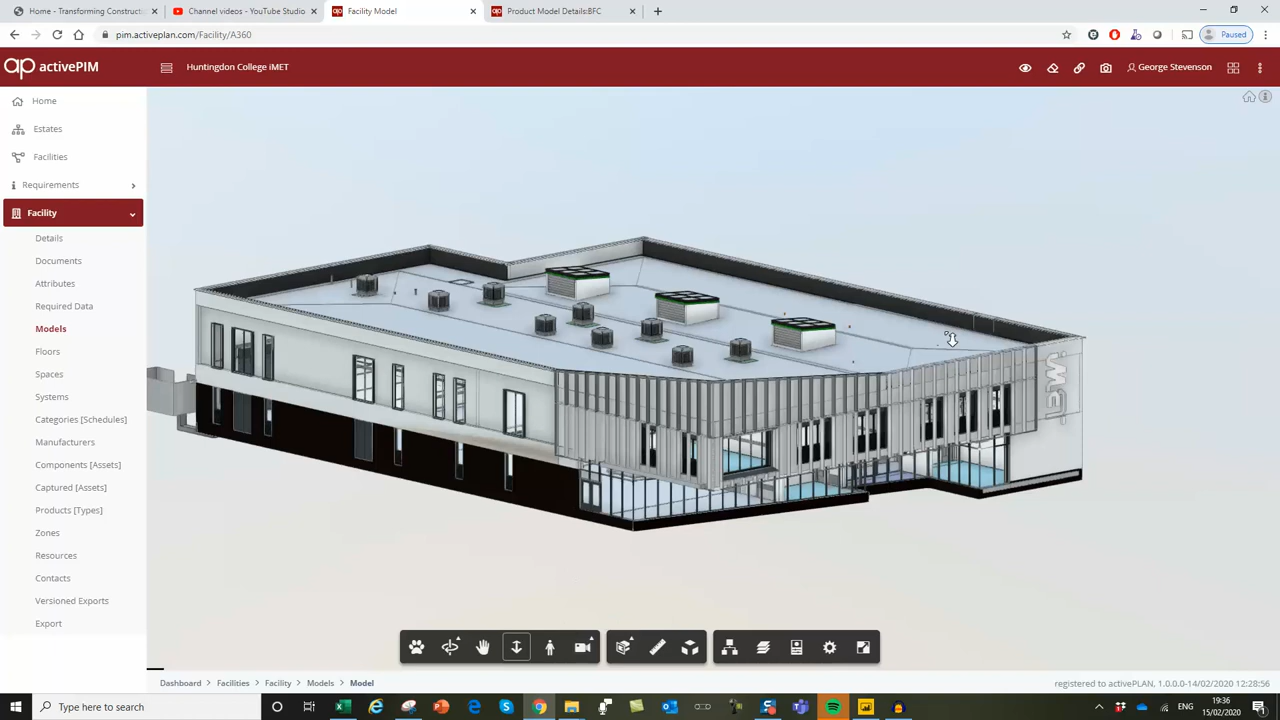 Home - Transforming Constructi
Channel videos - YouTube Studio
Facility Model
Product Model Details:BFC
pim.activeplan.com/Facility/A360
Paused
activePIM
Huntingdon College iMET
George Stevenson
Home
Estates
Facilities
Requirements
Facility
Details
Documents
Attributes
Required Data
Models
Floors
Spaces
Systems
Categories [Schedules]
Manufacturers
Components [Assets]
Captured [Assets]
Products [Types]
Zones
Resources
Contacts
Versioned Exports
Export
Dashboard / Facilities / Facility / Models / Model
registered to activePLAN, 1.0.0.0-14/02/2020 12:28:56
Type here to search
ENG
19:36
15/02/2020